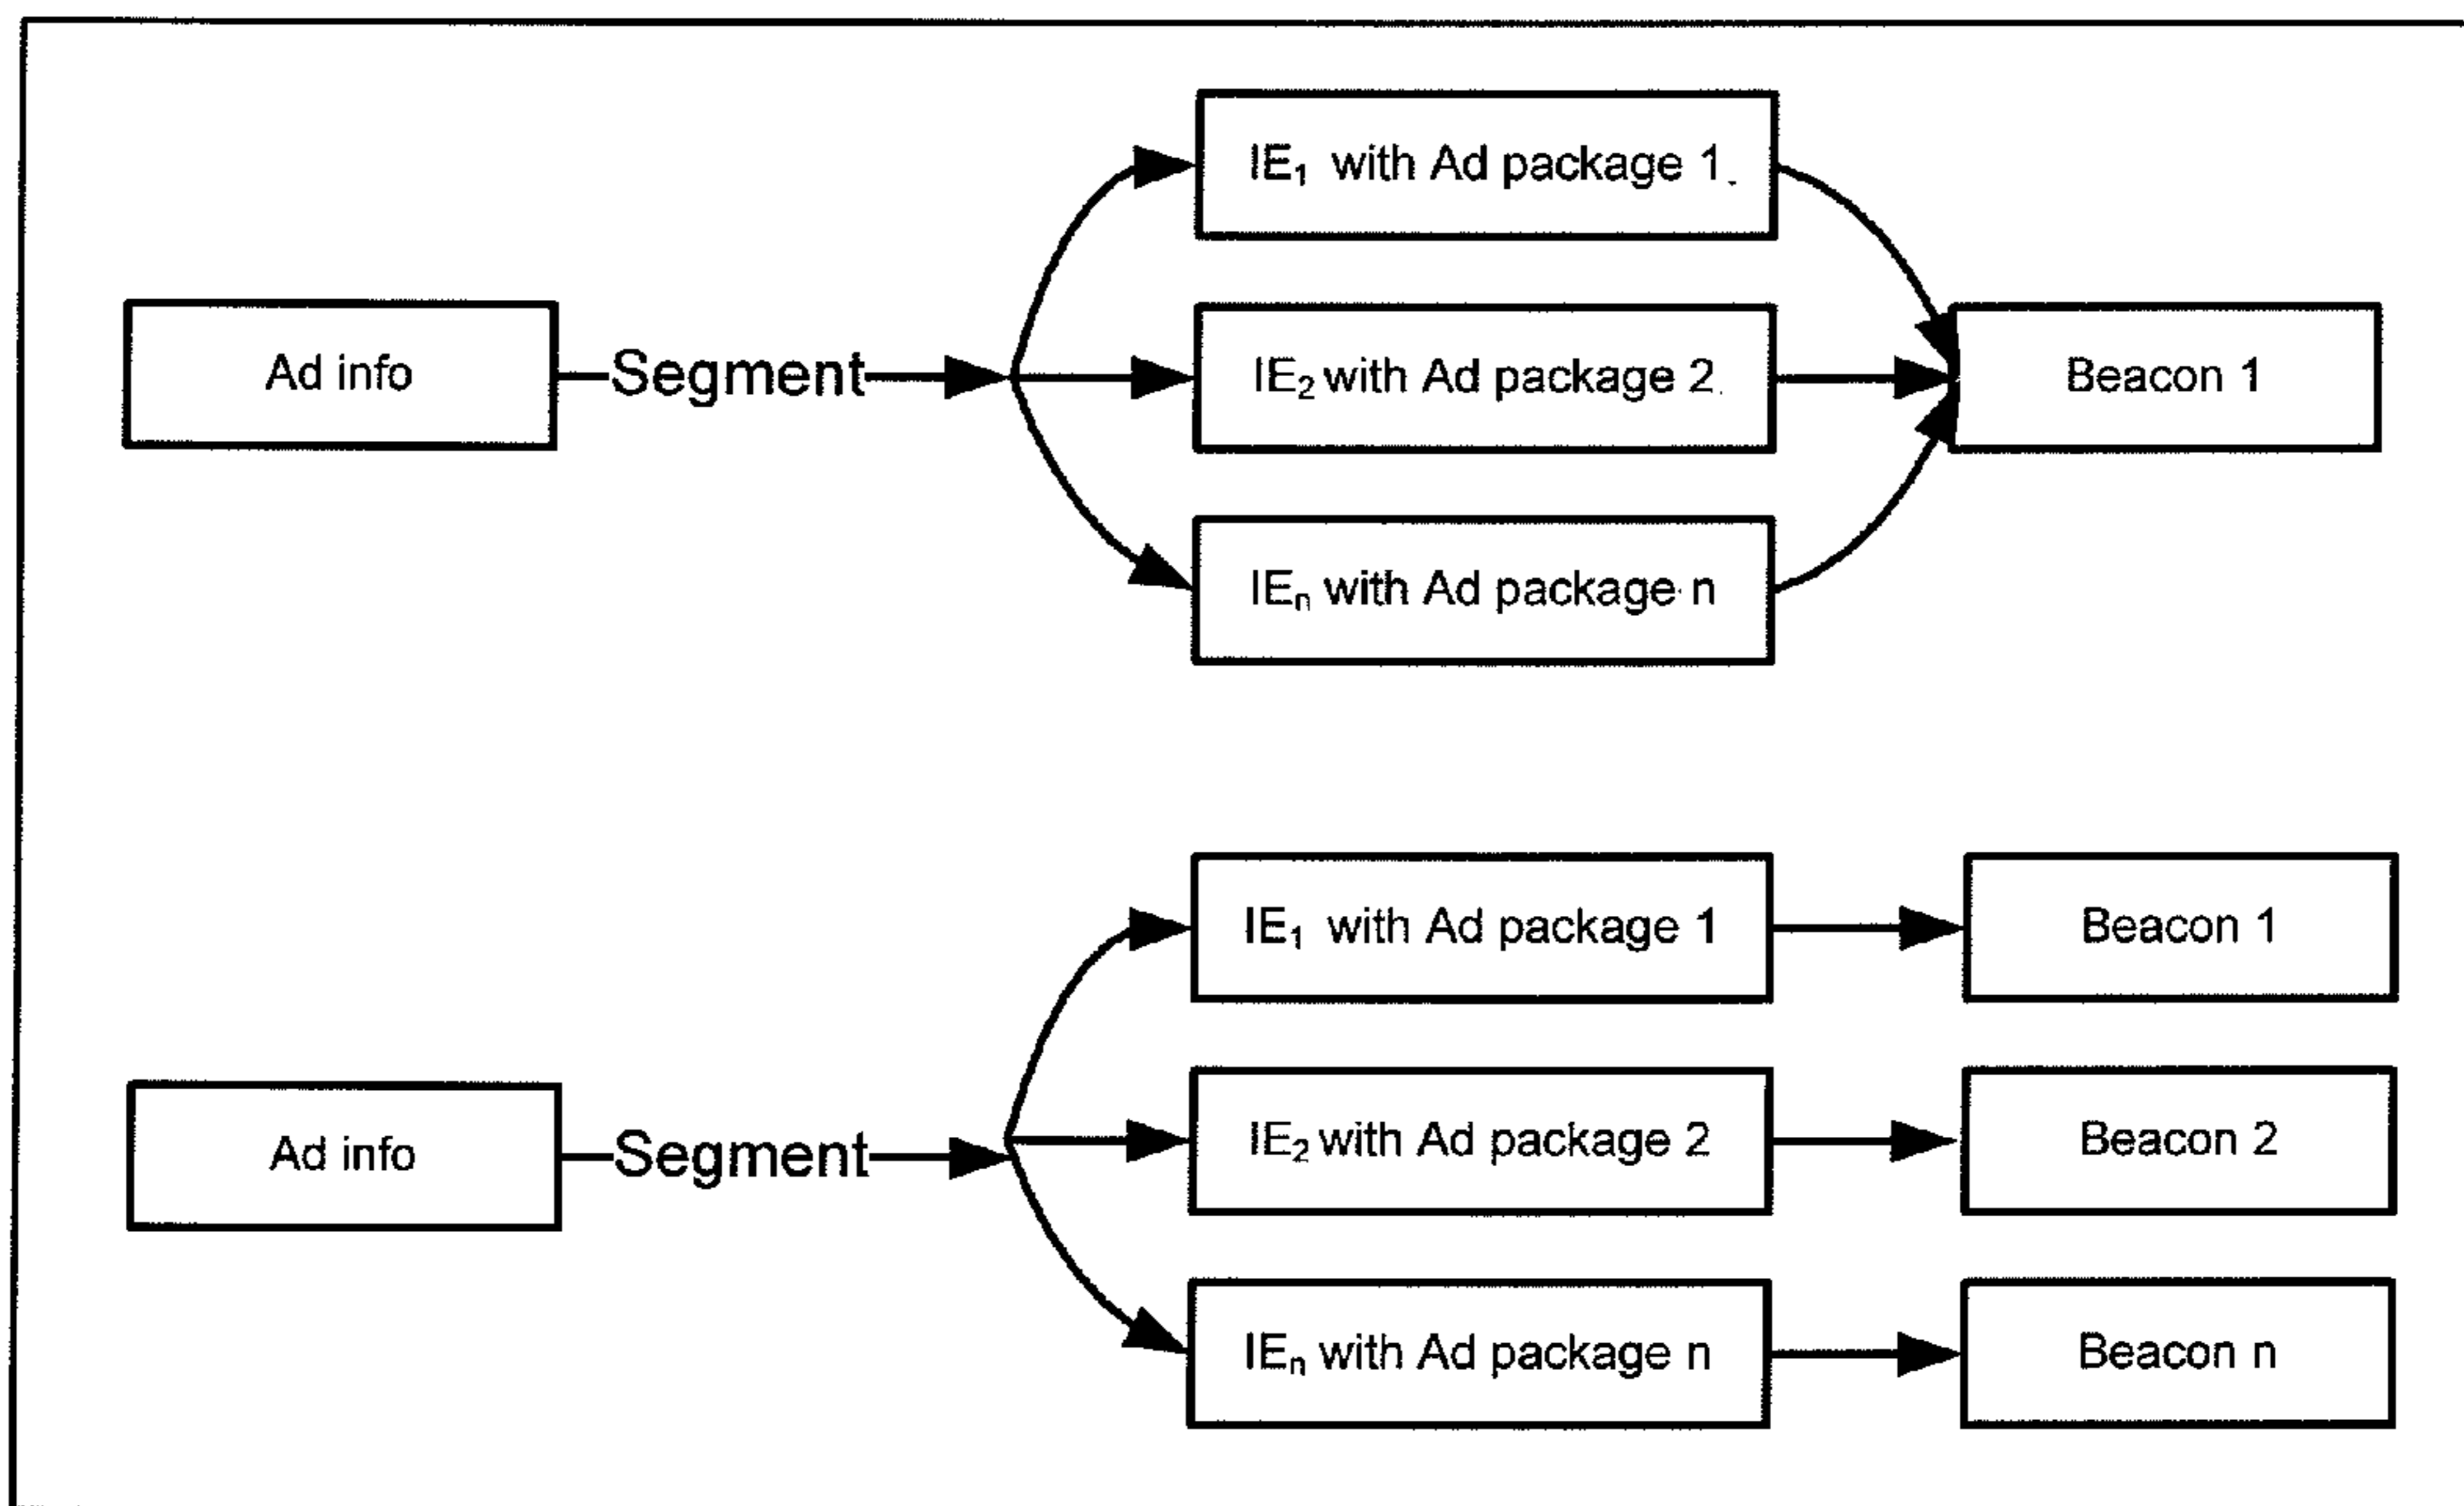 IE₁ with Ad package 1
Ad info
Segment
IE₂ with Ad package 2
Beacon 1
IEₙ with Ad package n
IE₁ with Ad package 1
Beacon 1
Ad info
Segment
IE₂ with Ad package 2
Beacon 2
IEₙ with Ad package n
Beacon n